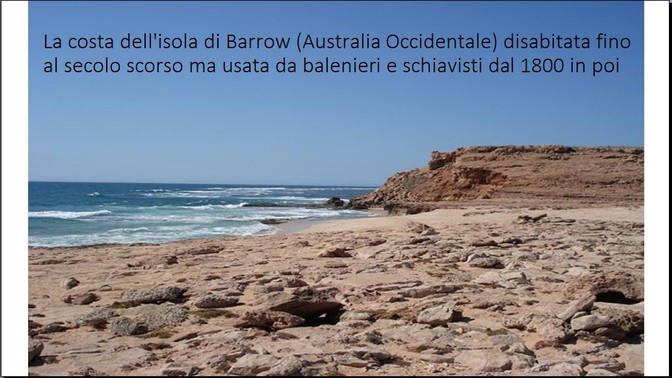 La costa dell'isola di Barrow (Australia Occidentale) disabitata fino
al secolo scorso ma usata da balenieri e schiavisti dal 1800 in poi